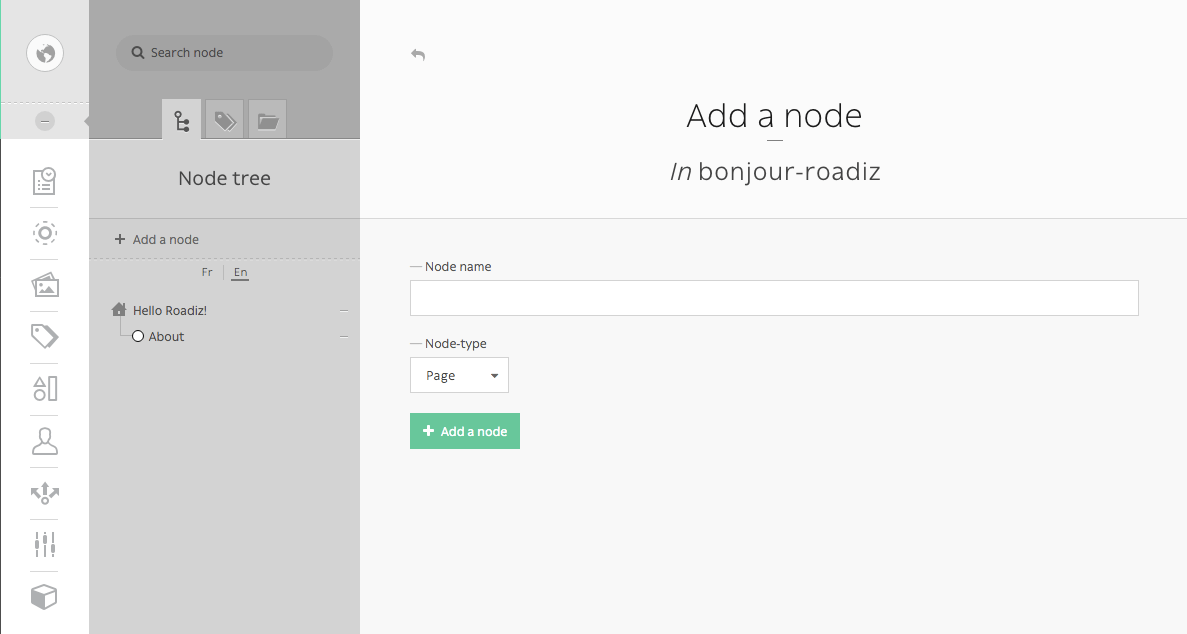 Search node
Node tree
Add a node
Fr
En
Hello Roadiz!
About
Add a node
In bonjour-roadiz
Node name
Node-type
Page
Add a node